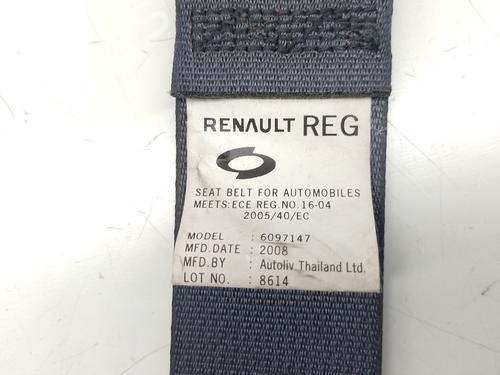 RENAULT REG
SEAT BELT FOR AUTOMOBILES
MEETS:ECE REG.NO.16-04
2005/40/EC
MODEL : 6097147
MFD.DATE : 2008
MFD.BY : Autoliv Thailand Ltd.
LOT NO. : 8614